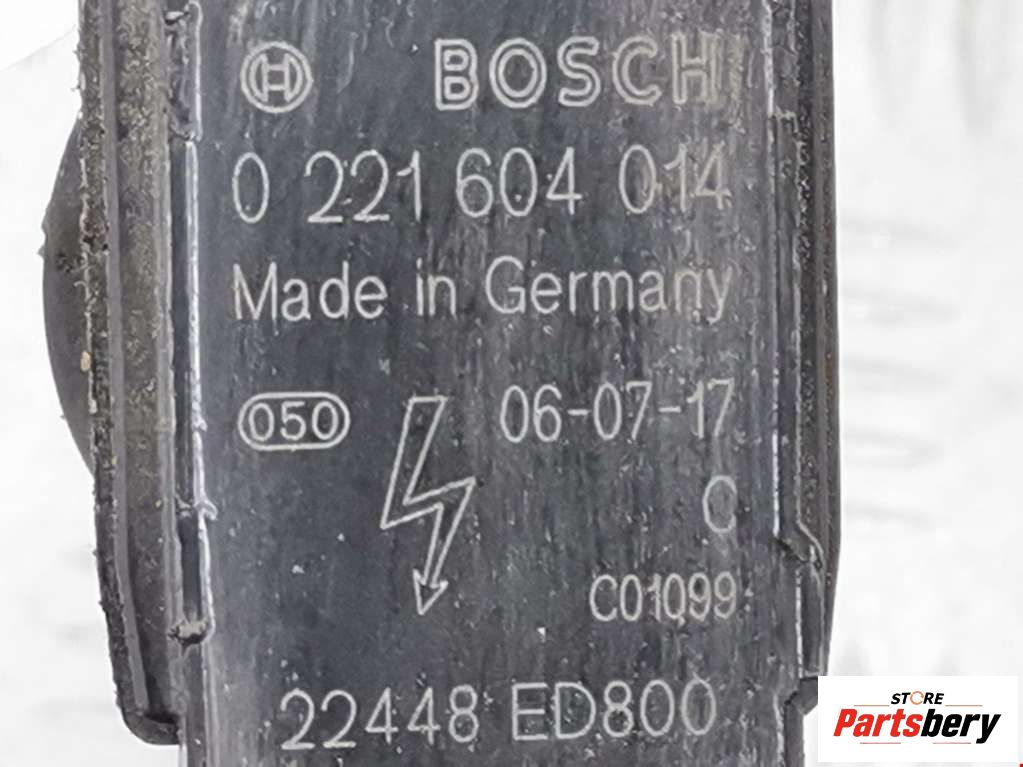 BOSCH
0 221 604 014
Made in Germany
050 06-07-17
C
C01099
22448 ED800
STORE
Partsbery